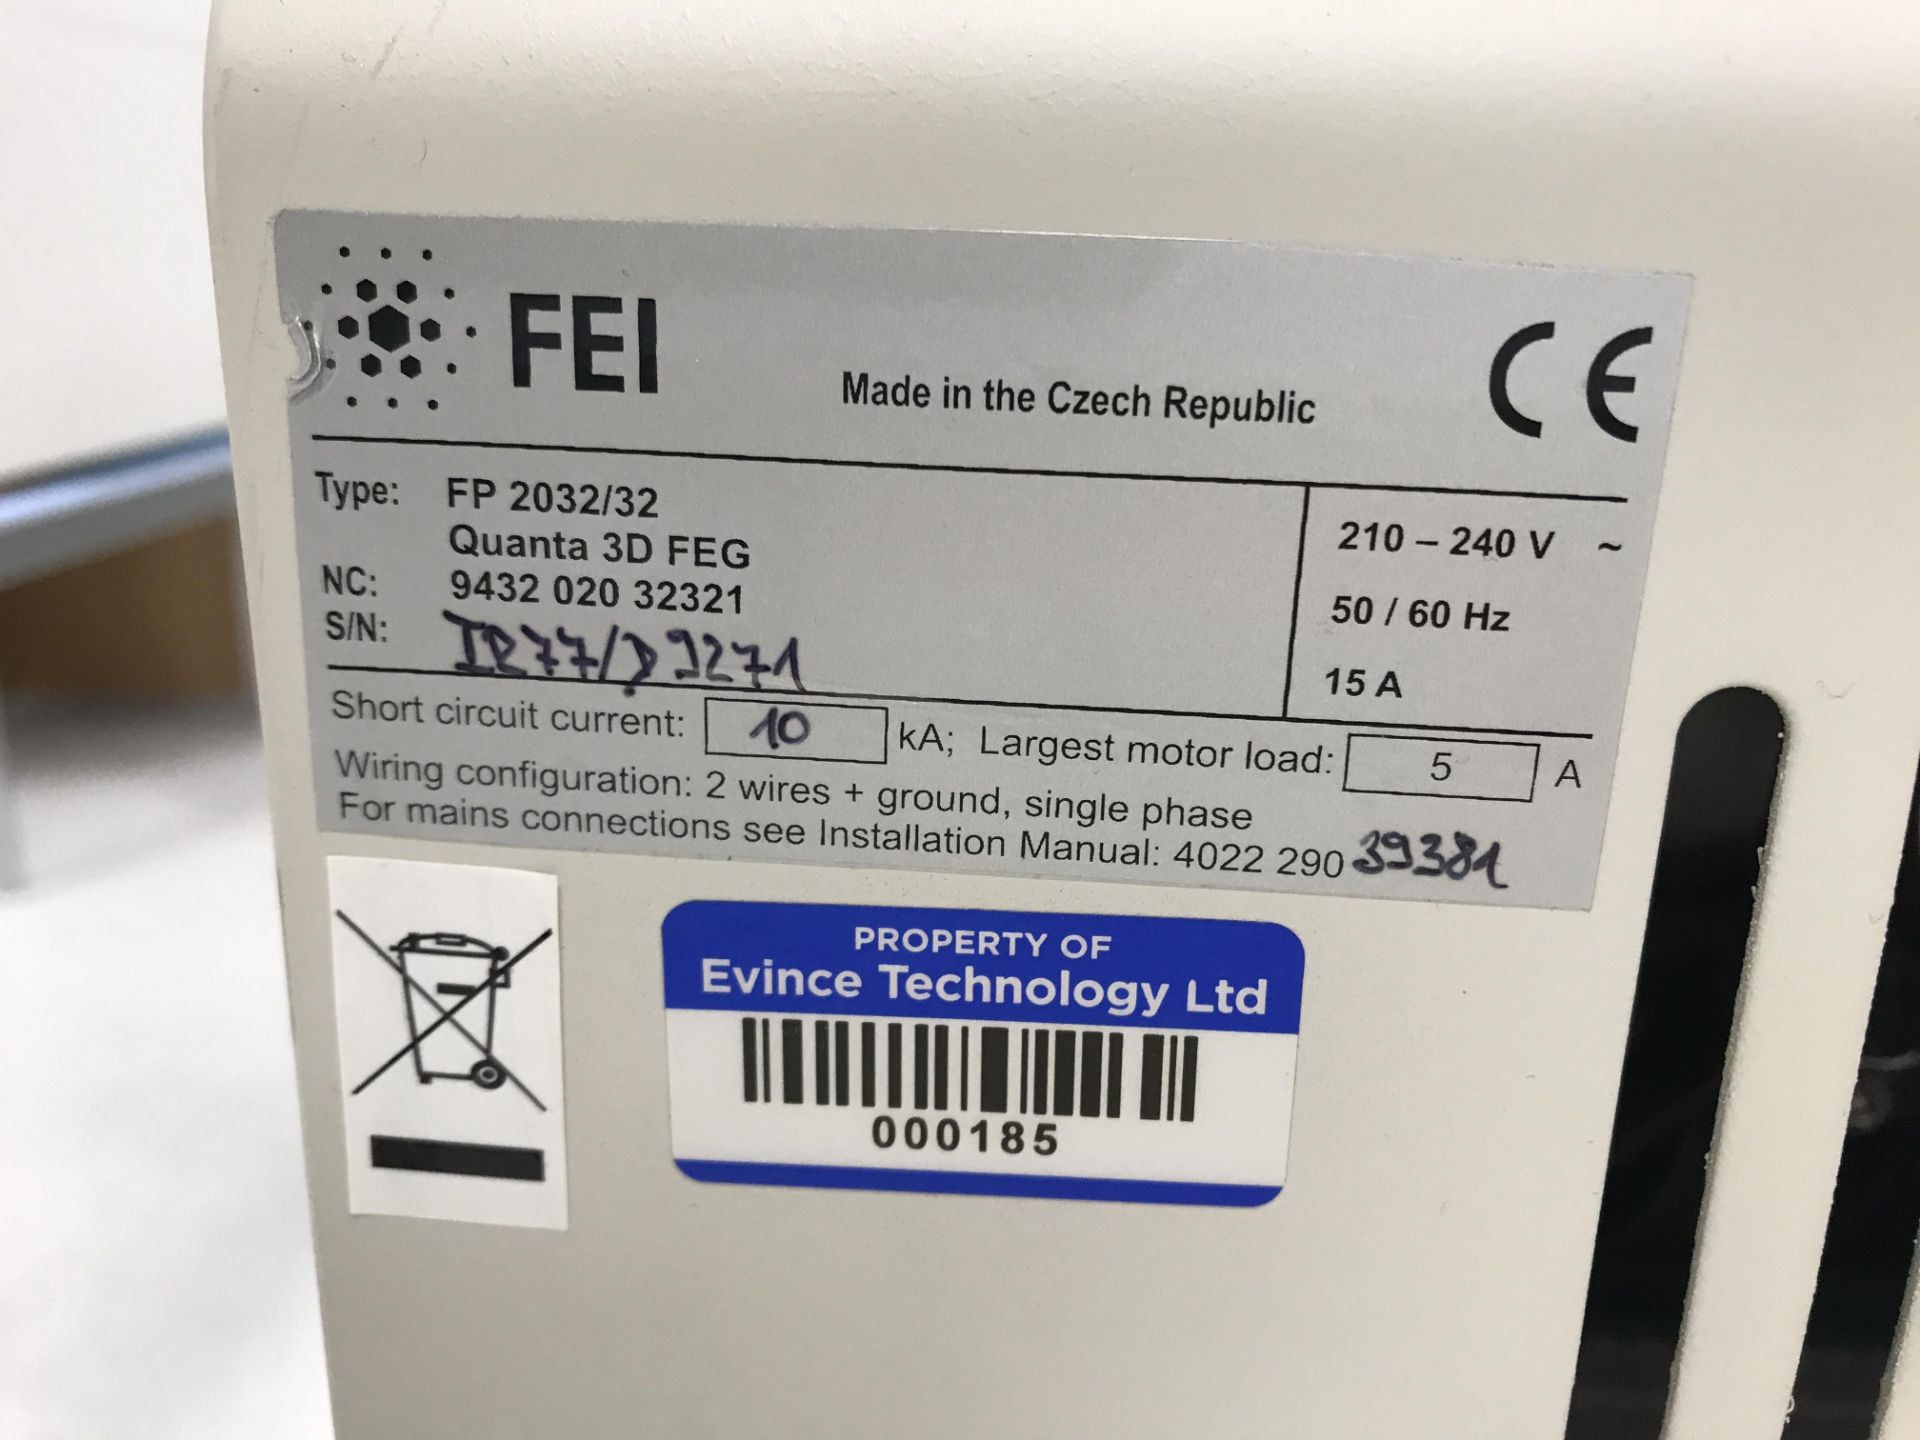 FEI
Made in the Czech Republic
CE
Type: FP 2032/32
Quanta 3D FEG
NC: 9432 020 32321
S/N:
210 – 240 V ~
50 / 60 Hz
15 A
Short circuit current: 10 kA; Largest motor load: 5 A
Wiring configuration: 2 wires + ground, single phase
For mains connections see Installation Manual: 4022 290 39381
PROPERTY OF
Evince Technology Ltd
000185